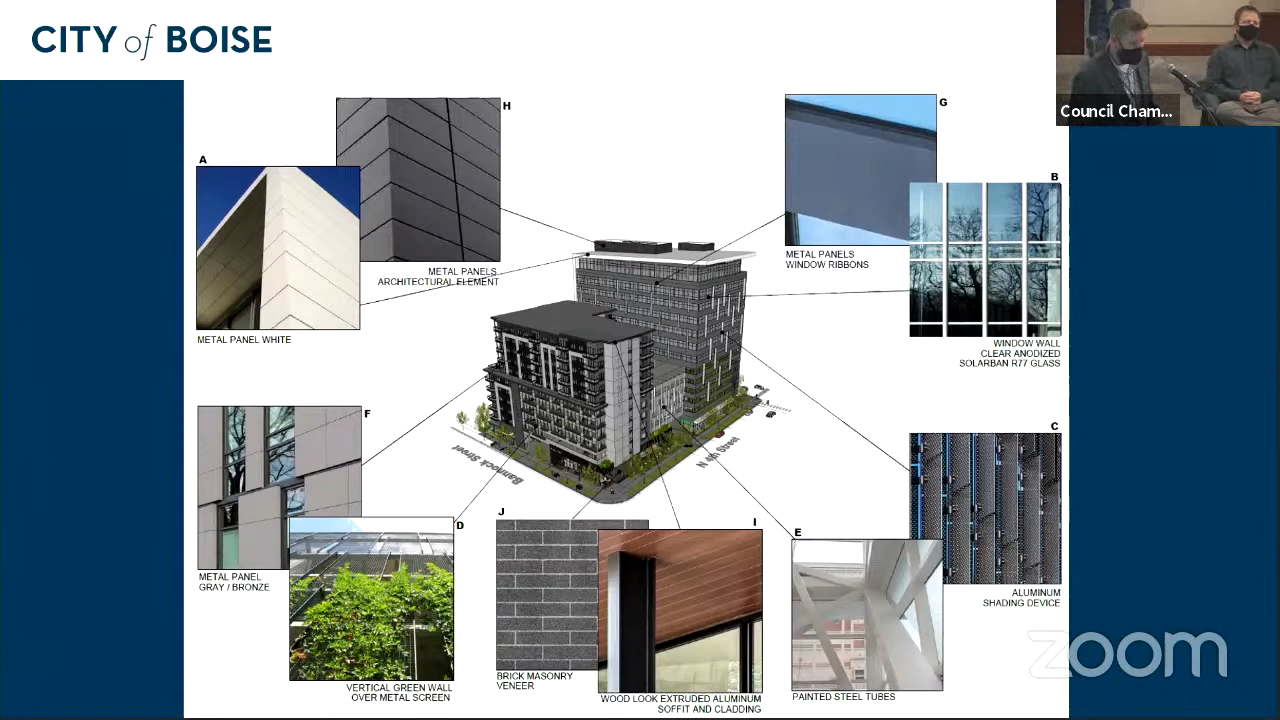 CITY of BOISE
Council Cham...
H
G
A
B
METAL PANELS
ARCHITECTURAL ELEMENT
METAL PANELS
WINDOW RIBBONS
METAL PANEL WHITE
WINDOW WALL
CLEAR ANODIZED
SOLARBAN R77 GLASS
F
C
Bannock Street
N 4th Street
J
I
D
E
METAL PANEL
GRAY / BRONZE
ALUMINUM
SHADING DEVICE
VERTICAL GREEN WALL
OVER METAL SCREEN
BRICK MASONRY
VENEER
WOOD LOOK EXTRUDED ALUMINUM
SOFFIT AND CLADDING
PAINTED STEEL TUBES
zoom